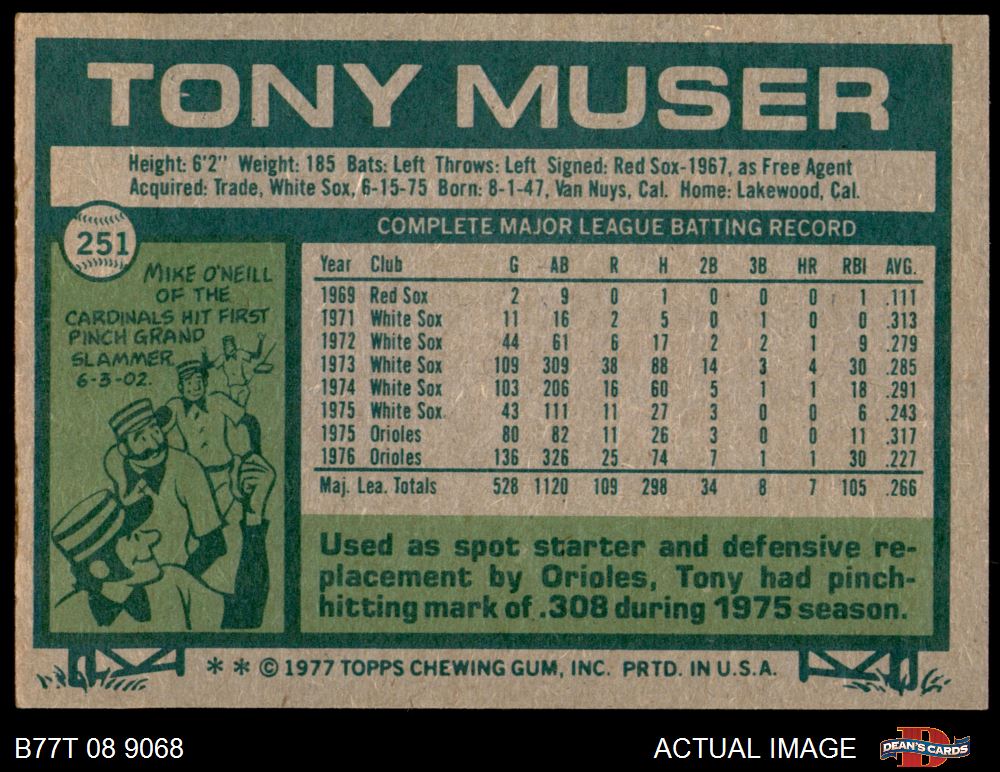 TONY MUSER
Height: 6'2" Weight: 185 Bats: Left Throws: Left Signed: Red Sox-1967, as Free Agent
Acquired: Trade, White Sox, 6-15-75 Born: 8-1-47, Van Nuys, Cal. Home: Lakewood, Cal.
251
MIKE O'NEILL
OF THE
CARDINALS HIT FIRST
PINCH GRAND
SLAMMER
6-3-02.
COMPLETE MAJOR LEAGUE BATTING RECORD
Year Club G AB R H 2B 3B HR RBI AVG.
1969 Red Sox 2 9 0 1 0 0 0 1 .111
1971 White Sox 11 16 2 5 0 1 0 0 .313
1972 White Sox 44 61 6 17 2 2 1 9 .279
1973 White Sox 109 309 38 88 14 3 4 30 .285
1974 White Sox 103 206 16 60 5 1 1 18 .291
1975 White Sox 43 111 11 27 3 0 0 6 .243
1975 Orioles 80 82 11 26 3 0 0 11 .317
1976 Orioles 136 326 25 74 7 1 1 30 .227
Maj. Lea. Totals 528 1120 109 298 34 8 7 105 .266
Used as spot starter and defensive re-
placement by Orioles, Tony had pinch-
hitting mark of .308 during 1975 season.
* * © 1977 TOPPS CHEWING GUM, INC. PRTD. IN U.S.A.
B77T 08 9068
ACTUAL IMAGE
D
DEAN'S CARDS